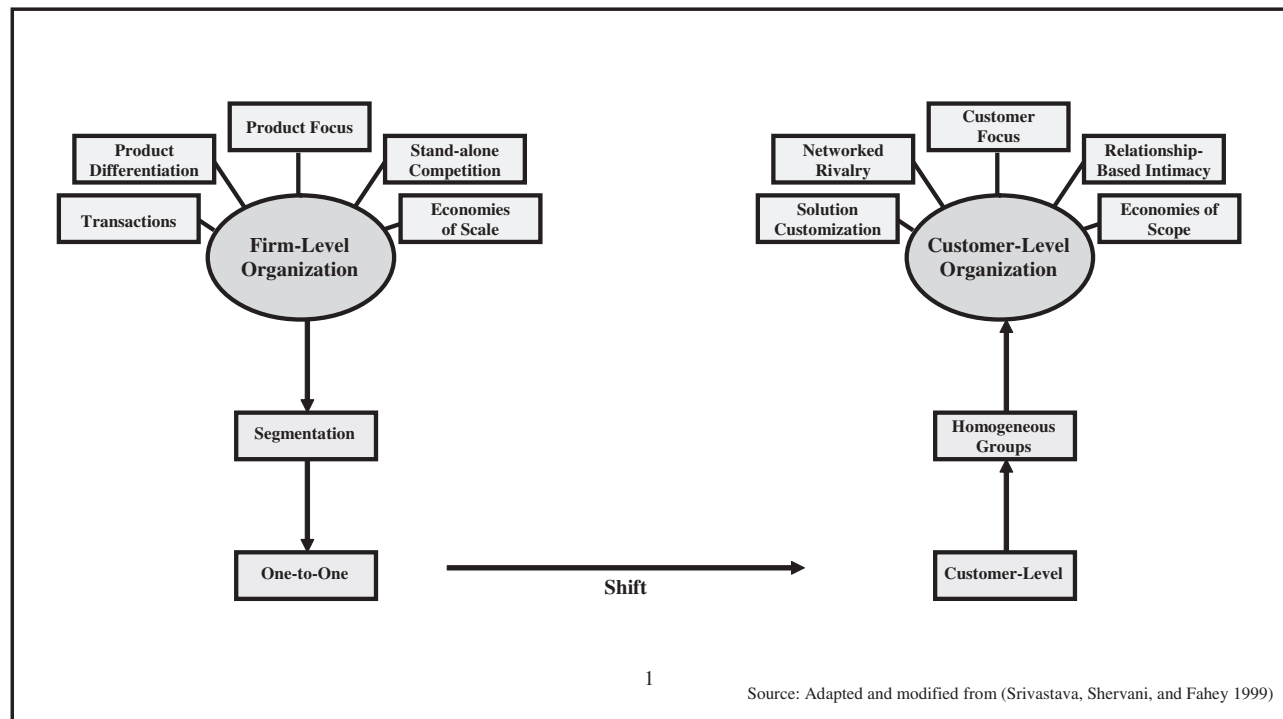 Product Focus
Product
Differentiation
Stand-alone
Competition
Transactions
Economies
of Scale
Firm-Level
Organization
Segmentation
One-to-One
Shift
Customer
Focus
Networked
Rivalry
Relationship-
Based Intimacy
Solution
Customization
Economies of
Scope
Customer-Level
Organization
Homogeneous
Groups
Customer-Level
1
Source: Adapted and modified from (Srivastava, Shervani, and Fahey 1999)